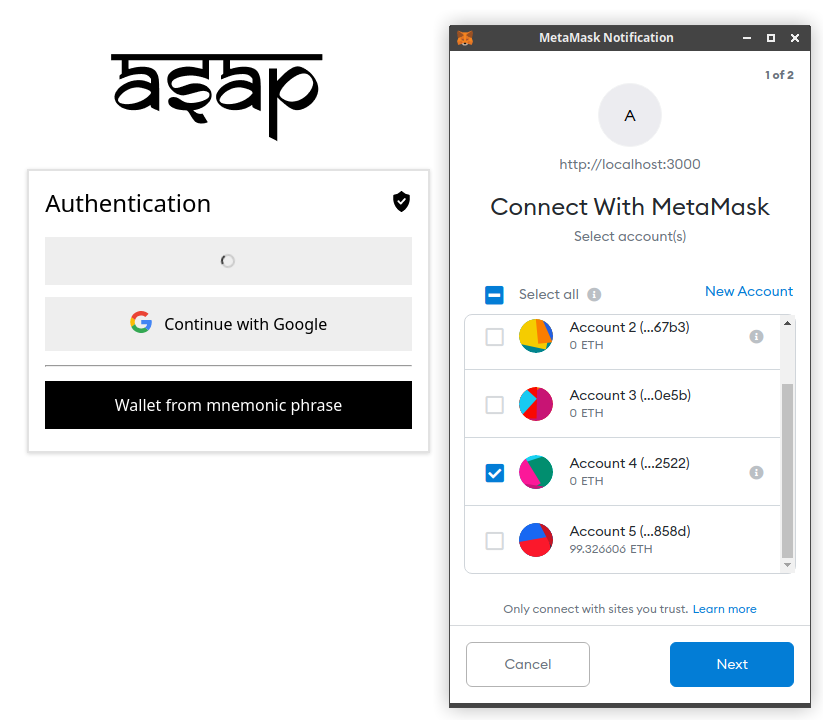 asap
Authentication
Continue with Google
Wallet from mnemonic phrase
MetaMask Notification
1 of 2
A
http://localhost:3000
Connect With MetaMask
Select account(s)
Select all
New Account
Account 2 (...67b3)
0 ETH
Account 3 (...0e5b)
0 ETH
Account 4 (...2522)
0 ETH
Account 5 (...858d)
99.326606 ETH
Only connect with sites you trust. Learn more
Cancel
Next